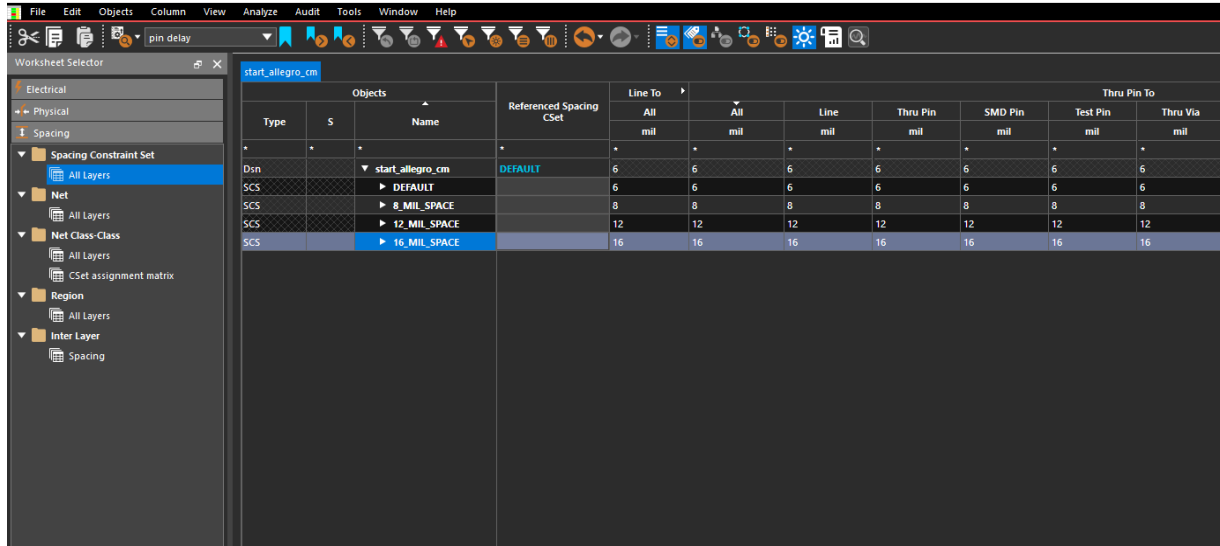 File Edit Objects Column View Analyze Audit Tools Window Help
pin delay
Worksheet Selector
start_allegro_cm
Electrical
Physical
Spacing
Spacing Constraint Set
All Layers
Net
All Layers
Net Class-Class
All Layers
CSet assignment matrix
Region
All Layers
Inter Layer
Spacing
Objects Referenced Spacing CSet Line To Thru Pin To
Type S Name All All Line Thru Pin SMD Pin Test Pin Thru Via
mil mil mil mil mil mil mil
* * * * * * * * * * *
Dsn start_allegro_cm DEFAULT 6 6 6 6 6 6 6
SCS DEFAULT 6 6 6 6 6 6 6
SCS 8_MIL_SPACE 8 8 8 8 8 8 8
SCS 12_MIL_SPACE 12 12 12 12 12 12 12
SCS 16_MIL_SPACE 16 16 16 16 16 16 16